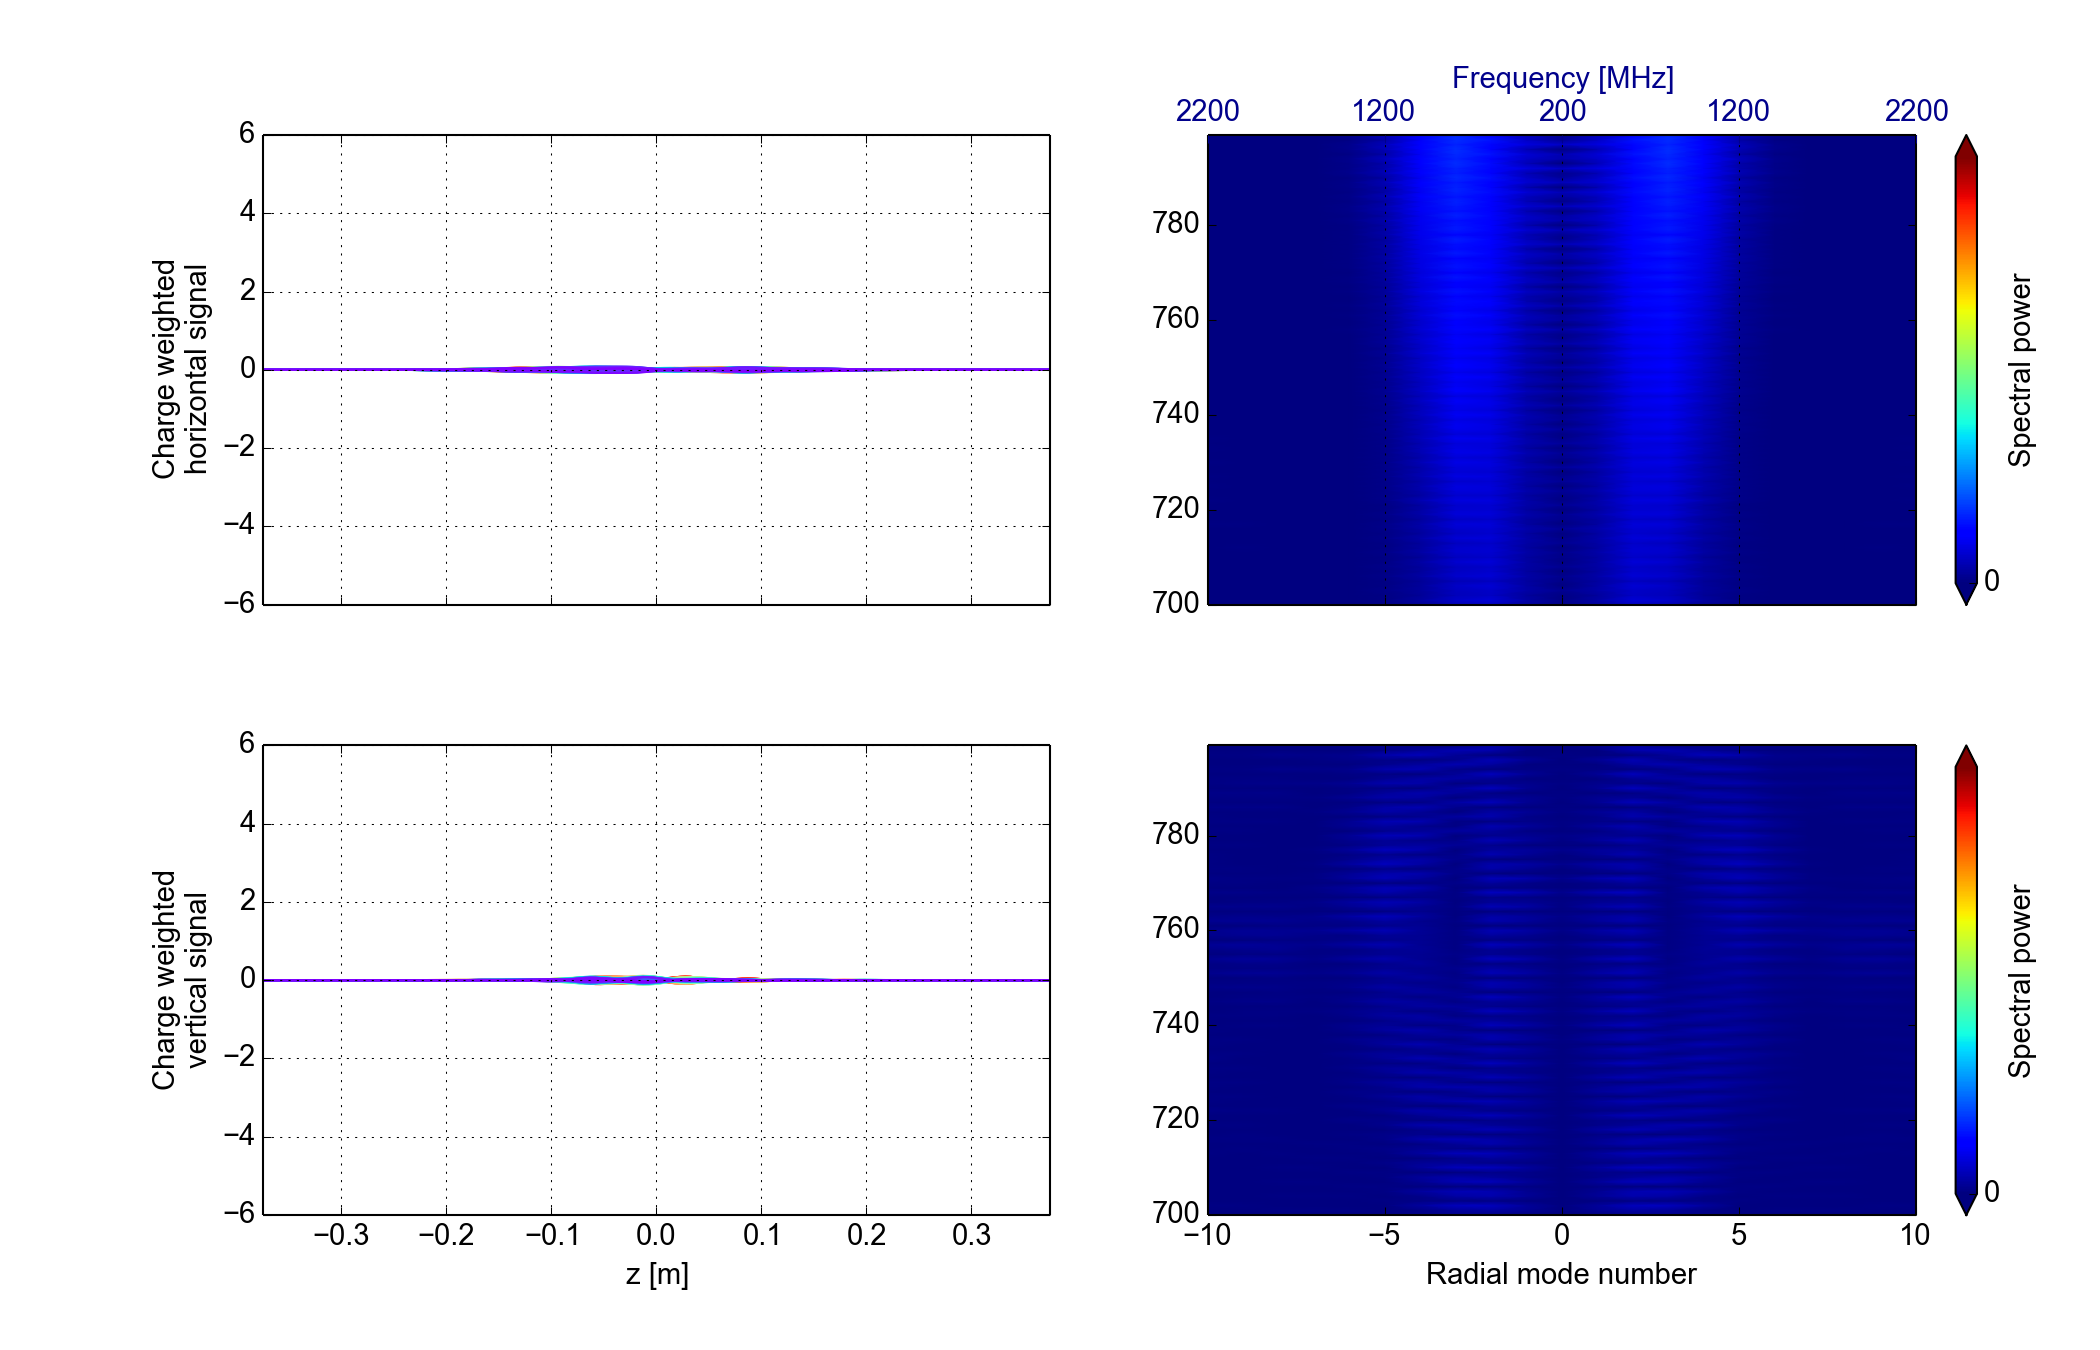 Frequency [MHz]
2200 1200 200 1200 2200
6
4
2
0
−2
−4
−6
Charge weighted
horizontal signal
780
760
740
720
700
0
Spectral power
6
4
2
0
−2
−4
−6
Charge weighted
vertical signal
−0.3 −0.2 −0.1 0.0 0.1 0.2 0.3
z [m]
780
760
740
720
700
−10 −5 0 5 10
Radial mode number
0
Spectral power